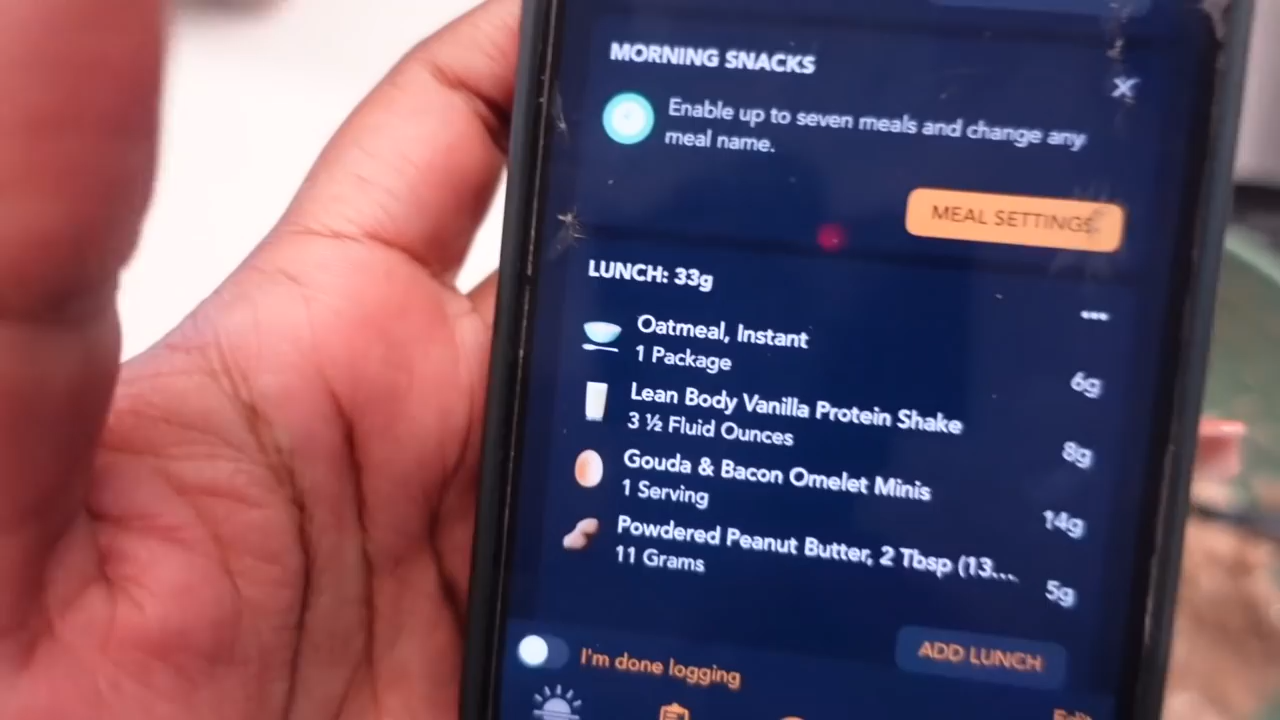 MORNING SNACKS
Enable up to seven meals and change any
meal name.
MEAL SETTINGS
LUNCH: 33g
Oatmeal, Instant
1 Package
6g
Lean Body Vanilla Protein Shake
3 ½ Fluid Ounces
8g
Gouda & Bacon Omelet Minis
1 Serving
14g
Powdered Peanut Butter, 2 Tbsp (13...
11 Grams
5g
I'm done logging
ADD LUNCH